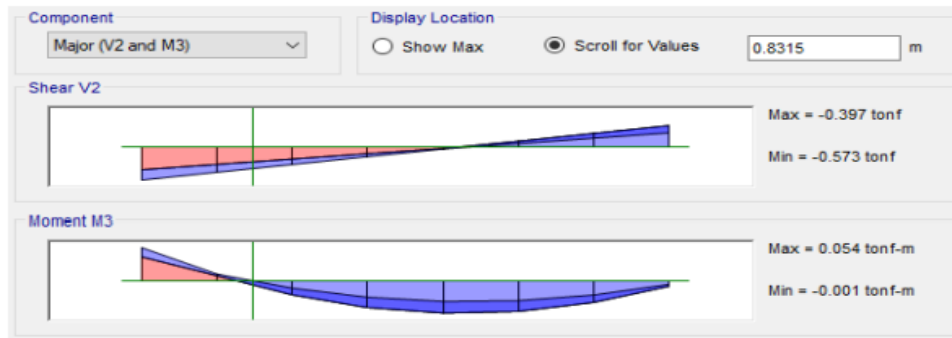 Component
Display Location
Major (V2 and M3)
Show Max
Scroll for Values
0.8315
m
Shear V2
Max = -0.397 tonf
Min = -0.573 tonf
Moment M3
Max = 0.054 tonf-m
Min = -0.001 tonf-m